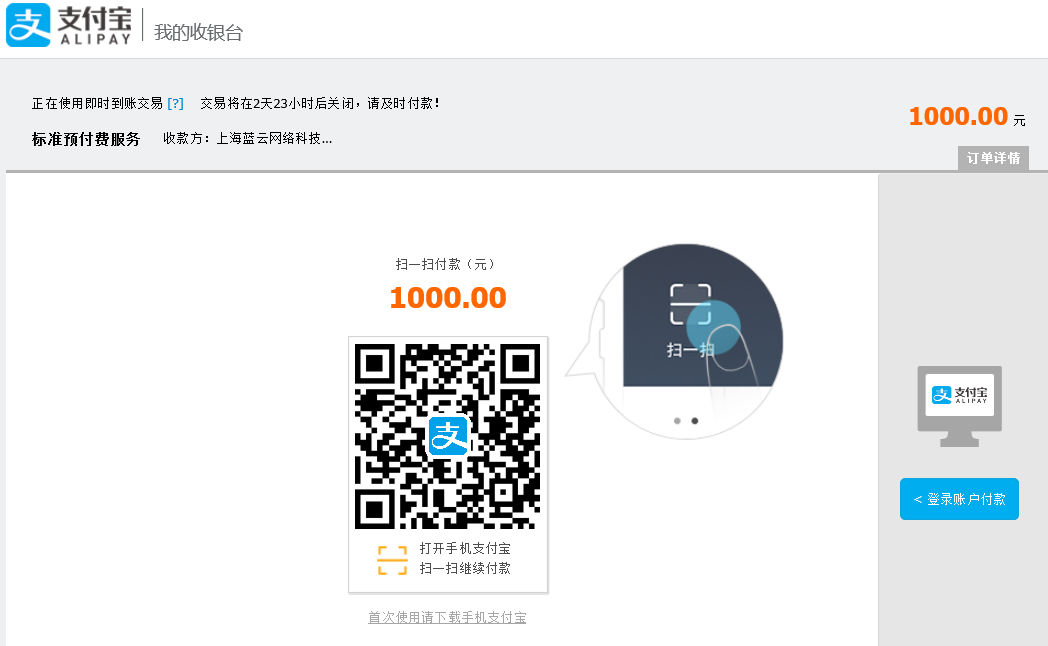 支付宝
ALIPAY
我的收银台
正在使用即时到账交易 [?] 交易将在2天23小时后关闭，请及时付款！
1000.00 元
标准预付费服务 收款方：上海蓝云网络科技...
订单详情
扫一扫付款（元）
1000.00
扫一扫
支付宝
ALIPAY
打开手机支付宝
扫一扫继续付款
< 登录账户付款
首次使用请下载手机支付宝